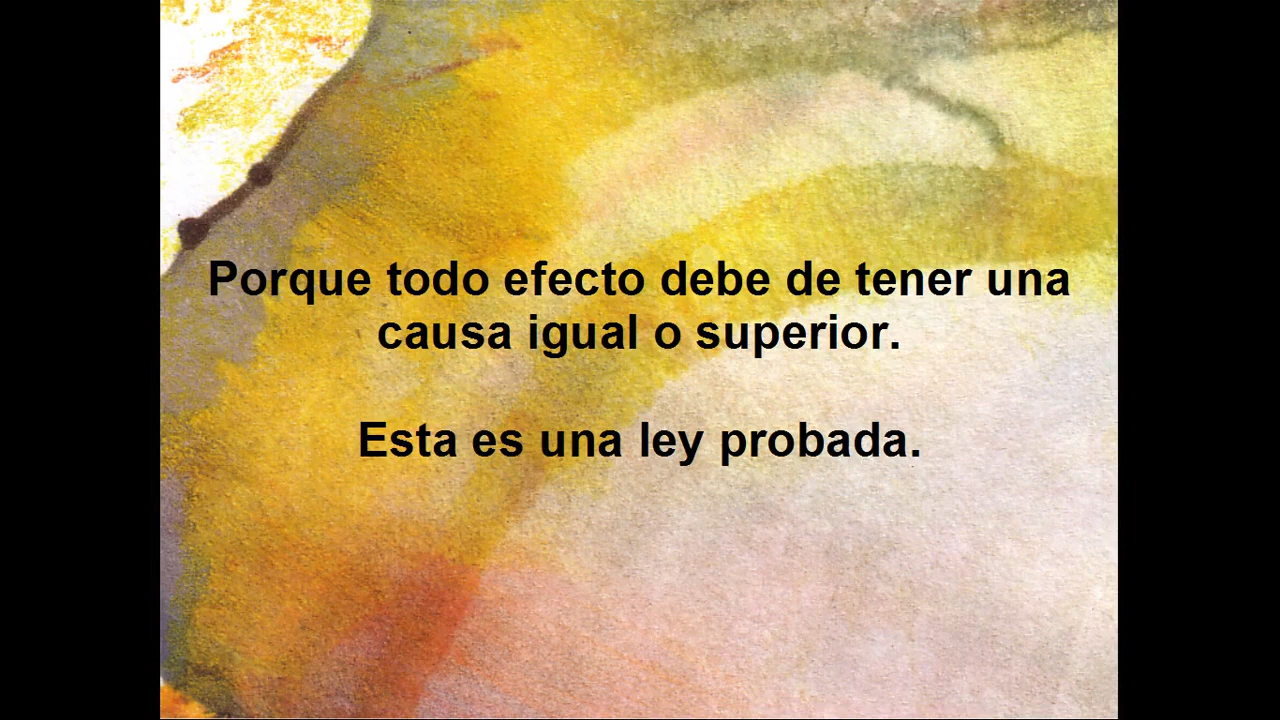 Porque todo efecto debe de tener una
causa igual o superior.
Esta es una ley probada.